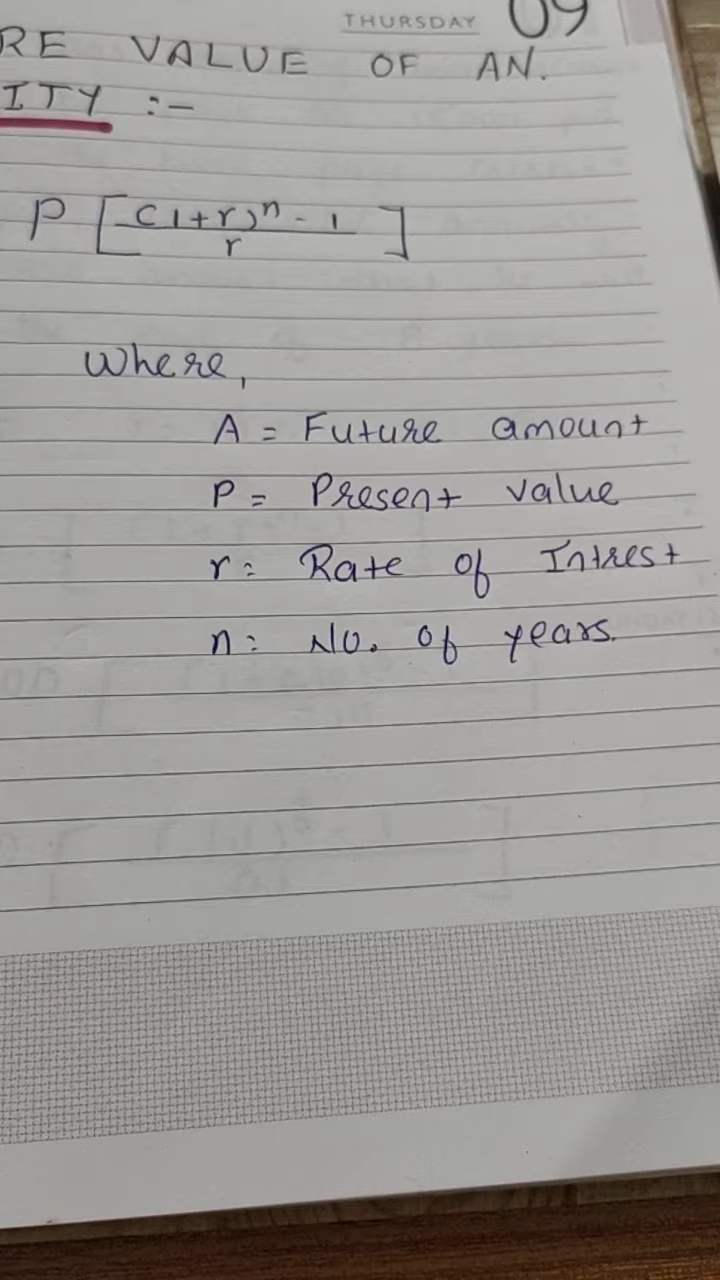 THURSDAY 09
RE VALUE OF AN.
ITY :-
P [ (1+r)^n - 1 / r ]
Where,
A = Future amount
P = Present value
r = Rate of Intrest
n = No. of years.